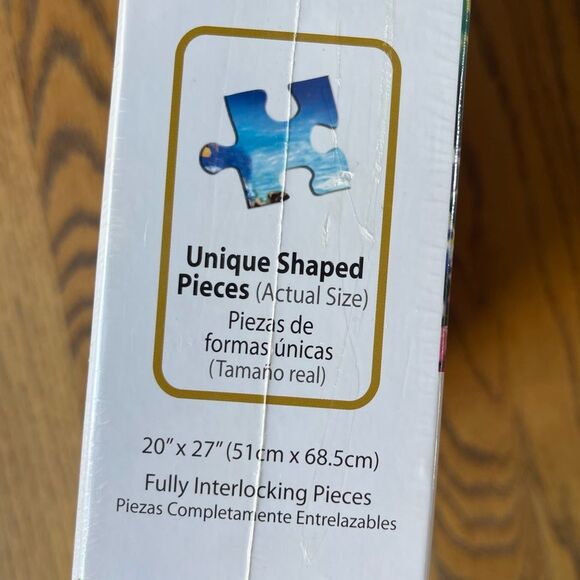 Unique Shaped
Pieces (Actual Size)
Piezas de
formas únicas
(Tamaño real)
20" x 27" (51cm x 68.5cm)
Fully Interlocking Pieces
Piezas Completamente Entrelazables